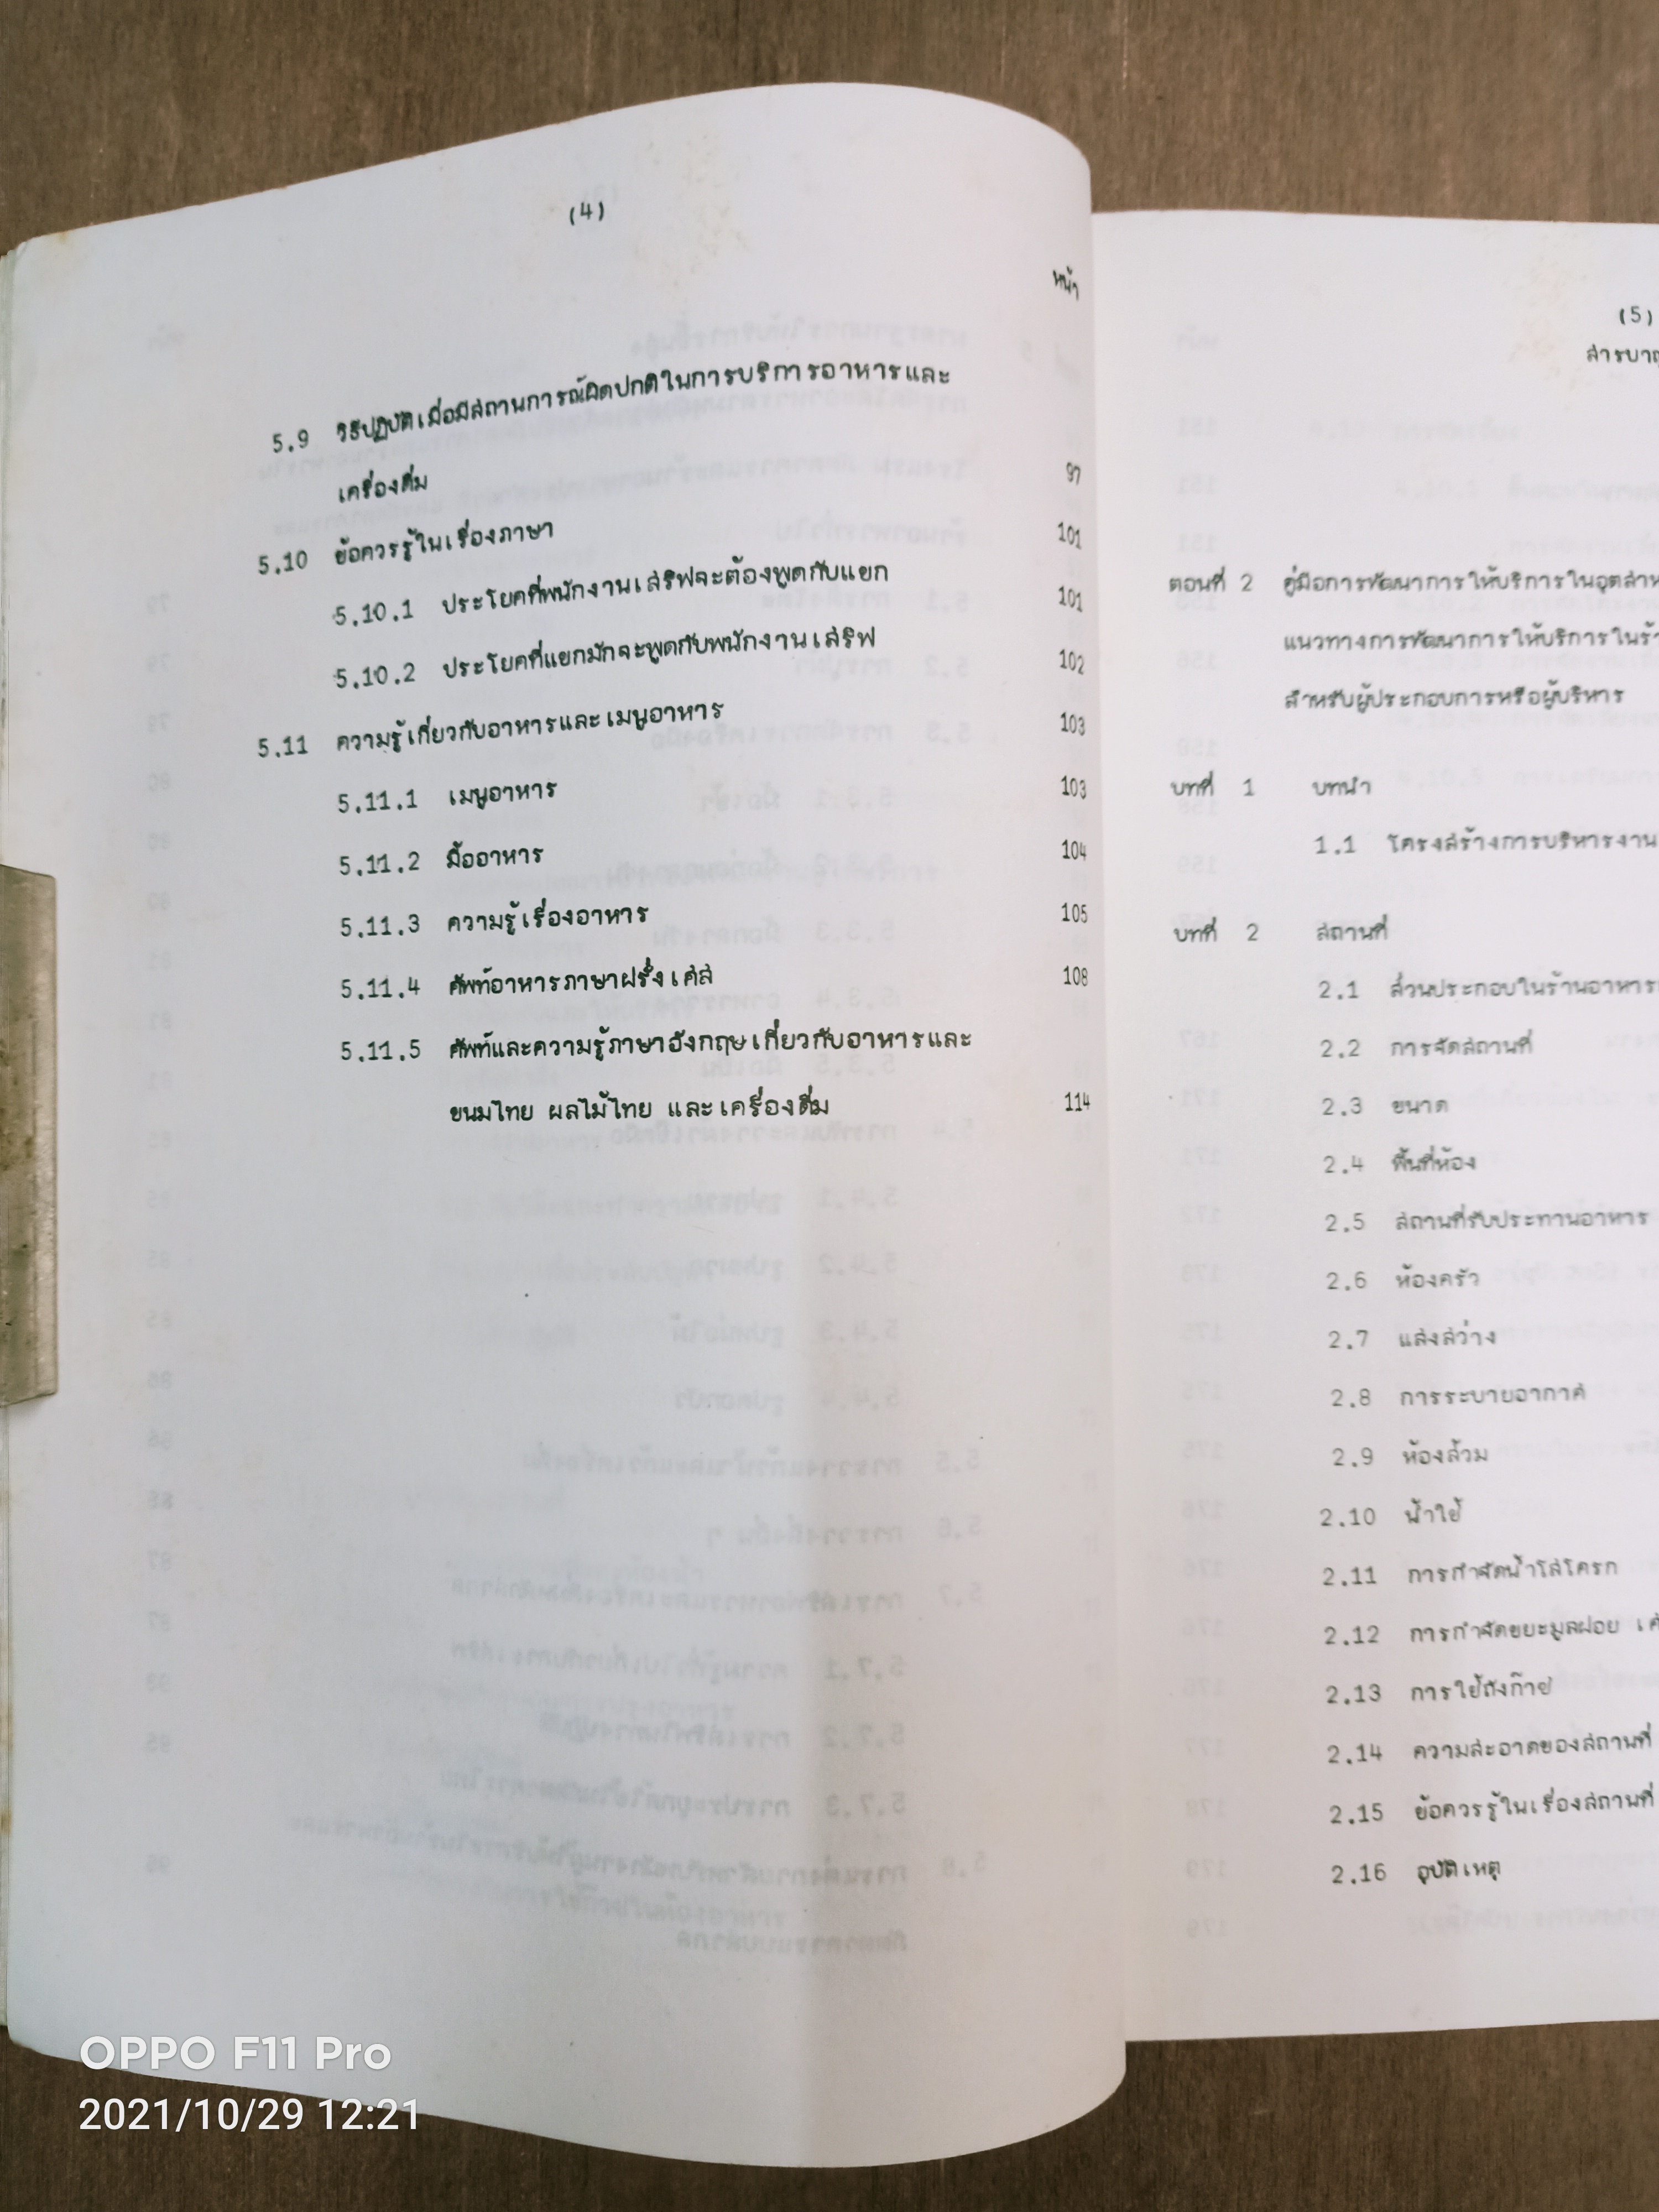 (4)
หน้า
5.9 วิธีปฏิบัติเมื่อมีสถานการณ์ผิดปกติในการบริการอาหารและ
เครื่องดื่ม 97
5.10 ข้อควรรู้ในเรื่องภาษา 101
5.10.1 ประโยคที่พนักงานเสริฟจะต้องพูดกับแขก 101
5.10.2 ประโยคที่แขกมักจะพูดกับพนักงานเสริฟ 102
5.11 ความรู้เกี่ยวกับอาหารและเมนูอาหาร 103
5.11.1 เมนูอาหาร 103
5.11.2 มื้ออาหาร 104
5.11.3 ความรู้เรื่องอาหาร 105
5.11.4 ศัพท์อาหารภาษาฝรั่งเศส 108
5.11.5 ศัพท์และความรู้ภาษาอังกฤษเกี่ยวกับอาหารและ
ขนมไทย ผลไม้ไทย และเครื่องดื่ม 114
(5)
สารบาญ
ตอนที่ 2 คู่มือการพัฒนาการให้บริการใน
แนวทางการพัฒนาการให้บริการใน
สำหรับผู้ประกอบการหรือผู้บริหาร
บทที่ 1 บทนำ
1.1 โครงสร้างการบริหารงาน
บทที่ 2 สถานที่
2.1 ส่วนประกอบในร้านอาหาร
2.2 การจัดสถานที่
2.3 ขนาด
2.4 พื้นที่ห้อง
2.5 สถานที่รับประทานอาหาร
2.6 ห้องครัว
2.7 แสงสว่าง
2.8 การระบายอากาศ
2.9 ห้องส้วม
2.10 น้ำใช้
2.11 การกำจัดน้ำโสโครก
2.12 การกำจัดขยะมูลฝอย
2.13 การใช้ถังก๊าซ
2.14 ความสะอาดของสถานที่
2.15 ข้อควรรู้ในเรื่องสถานที่
2.16 อุบัติเหตุ
OPPO F11 Pro
2021/10/29 12:21